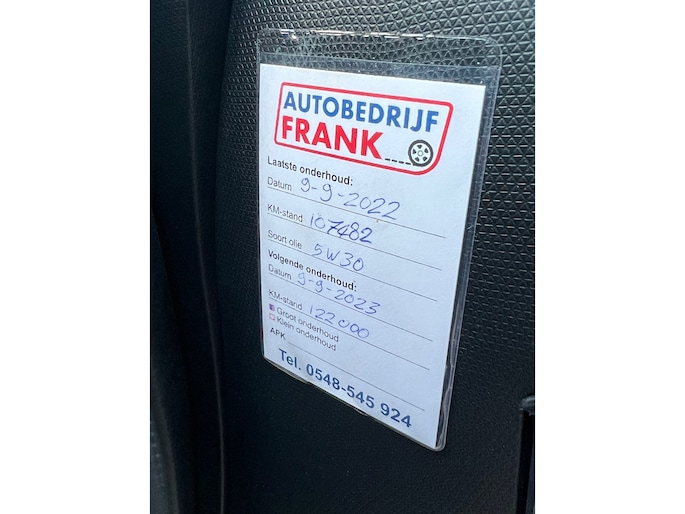 AUTOBEDRIJF
FRANK
Laatste onderhoud:
Datum 9-9-2022
KM-stand 107482
Soort olie 5W30
Volgende onderhoud:
Datum 9-9-2023
KM-stand 122000
Groot onderhoud
Klein onderhoud
APK
Tel. 0548-545 924